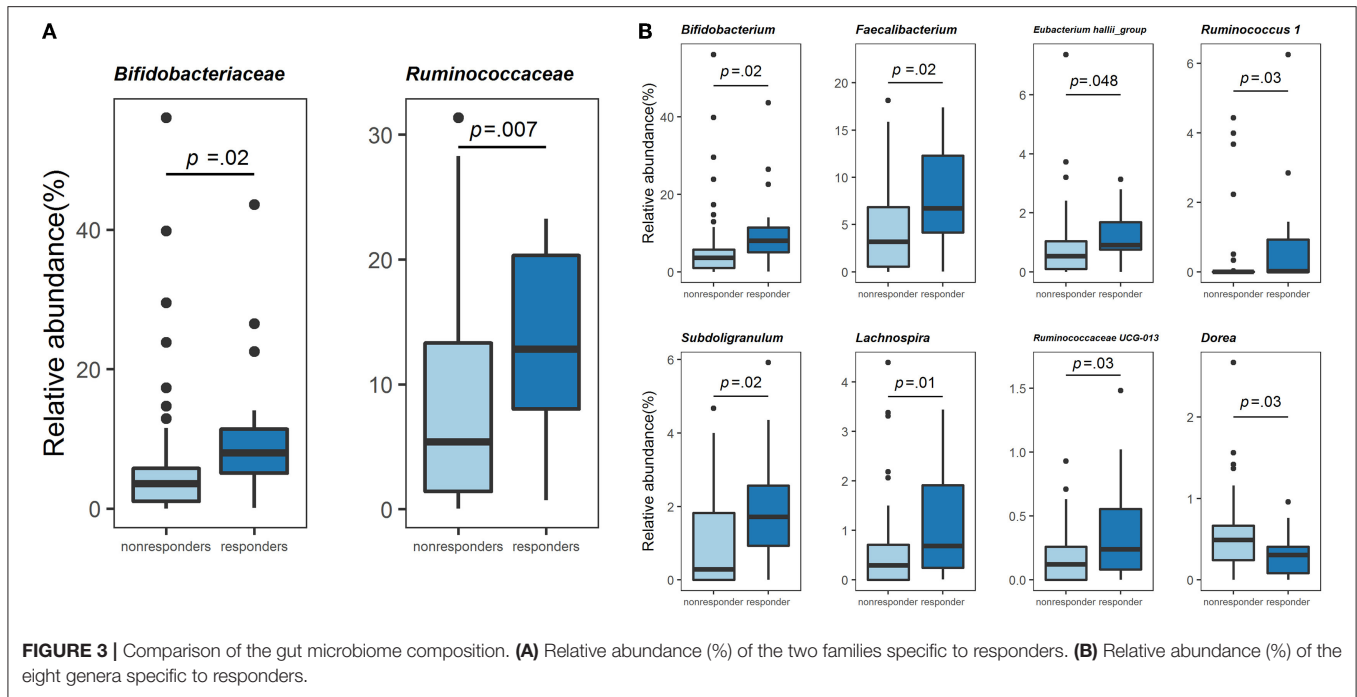 A
Bifidobacteriaceae
Ruminococcaceae
Relative abundance(%)
0
20
40
p =.02
nonresponders
responders
0
10
20
30
p=.007
nonresponders
responders
B
Bifidobacterium
Faecalibacterium
Eubacterium hallii_group
Ruminococcus 1
Relative abundance(%)
0
20
40
p=.02
nonresponder
responder
0
5
10
15
20
p =.02
nonresponder
responder
0
2
4
6
p=.048
nonresponder
responder
0
2
4
6
p=.03
nonresponder
responder
Subdoligranulum
Lachnospira
Ruminococcaceae UCG-013
Dorea
Relative abundance(%)
0
2
4
6
p=.02
nonresponder
responder
0
1
2
3
4
p=.01
nonresponder
responder
0.0
0.5
1.0
1.5
p=.03
nonresponder
responder
0
1
2
p=.03
nonresponder
responder
FIGURE 3 | Comparison of the gut microbiome composition. (A) Relative abundance (%) of the two families specific to responders. (B) Relative abundance (%) of the
eight genera specific to responders.